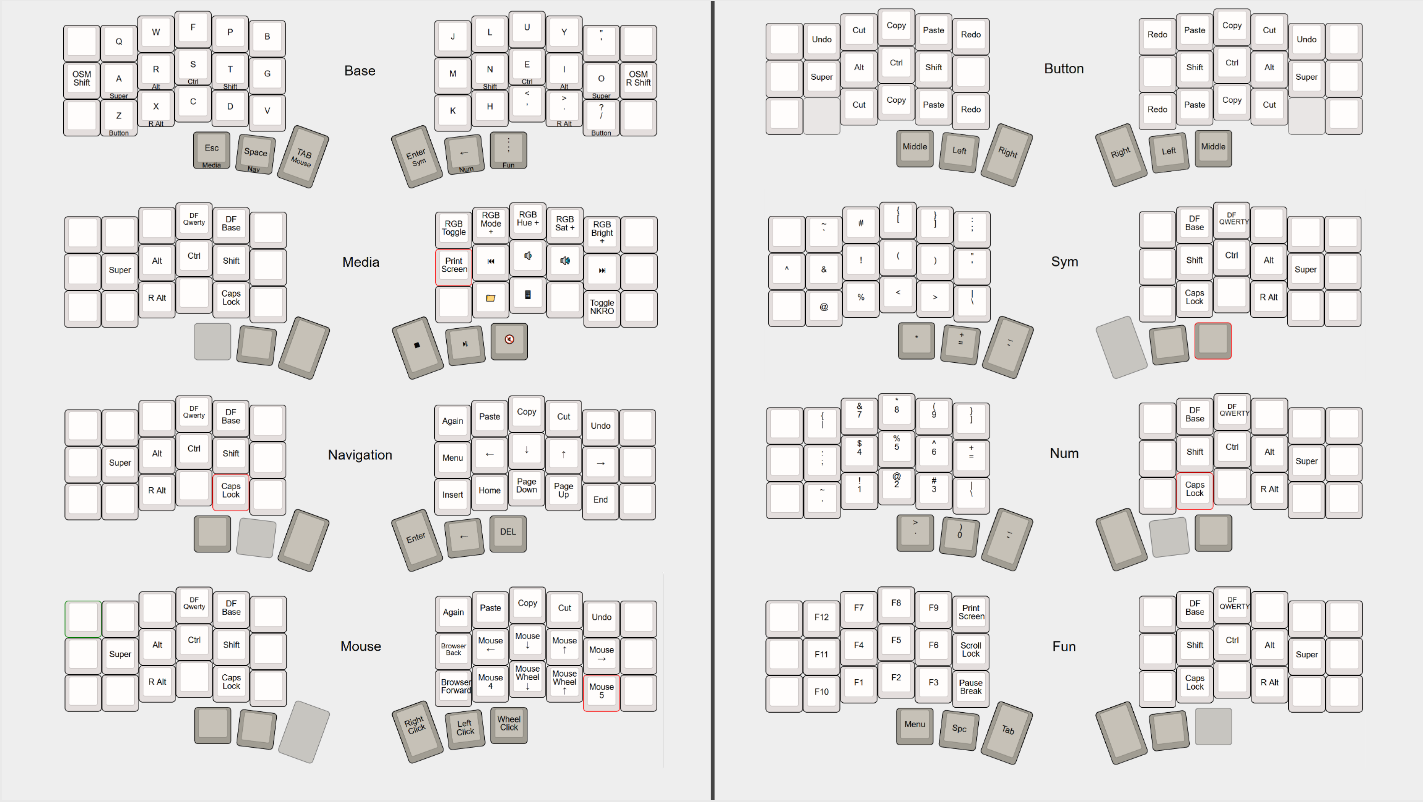 Base
Q W F P B
OSM Shift A Super R Alt S Ctrl T Shift G
Z Button X R Alt C D V
Esc Media Space Nav TAB Mouse
J L U Y " '
M N Shift E Ctrl I Alt O Super OSM R Shift
K H < , > . R Alt ? / Button
Enter Sym ← Num : ; Fun
Button
Undo Cut Copy Paste Redo
Super Alt Ctrl Shift
Cut Copy Paste Redo
Middle Left Right
Redo Paste Copy Cut Undo
Shift Ctrl Alt Super
Redo Paste Copy Cut
Right Left Middle
Media
DF Qwerty DF Base
Super Alt Ctrl Shift
R Alt Caps Lock
RGB Toggle RGB Mode + RGB Hue + RGB Sat + RGB Bright +
Print Screen ⏮ 🔉 🔊 ⏭
Toggle NKRO
⏹ ⏯ 🔇
Sym
~ ` # { [ } ] : ;
^ & ! ( ) " '
@ % < > | \
* + = _ -
DF Base DF QWERTY
Shift Ctrl Alt Super
Caps Lock R Alt
Navigation
DF Qwerty DF Base
Super Alt Ctrl Shift
R Alt Caps Lock
Again Paste Copy Cut Undo
Menu ← ↓ ↑ →
Insert Home Page Down Page Up End
Enter ← DEL
Num
{ [ & 7 * 8 ( 9 } ]
: ; $ 4 % 5 ^ 6 + =
~ ` ! 1 @ 2 # 3 | \
> . ) 0 _ -
DF Base DF QWERTY
Shift Ctrl Alt Super
Caps Lock R Alt
Mouse
DF Qwerty DF Base
Super Alt Ctrl Shift
R Alt Caps Lock
Again Paste Copy Cut Undo
Browser Back Mouse ← Mouse ↓ Mouse ↑ Mouse →
Browser Forward Mouse 4 Mouse Wheel ↓ Mouse Wheel ↑ Mouse 5
Right Click Left Click Wheel Click
Fun
F12 F7 F8 F9 Print Screen
F11 F4 F5 F6 Scroll Lock
F10 F1 F2 F3 Pause Break
Menu Spc Tab
DF Base DF QWERTY
Shift Ctrl Alt Super
Caps Lock R Alt